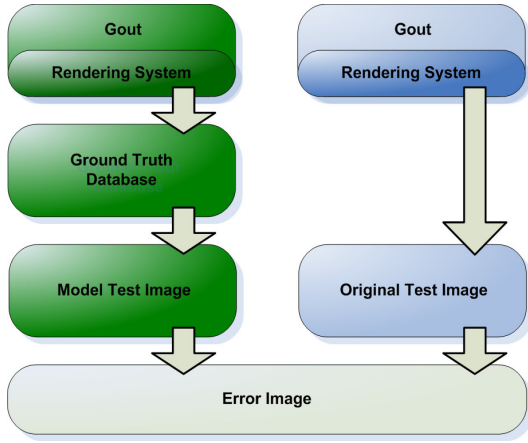 Gout
Rendering System
Ground Truth
Database
Model Test Image
Gout
Rendering System
Original Test Image
Error Image